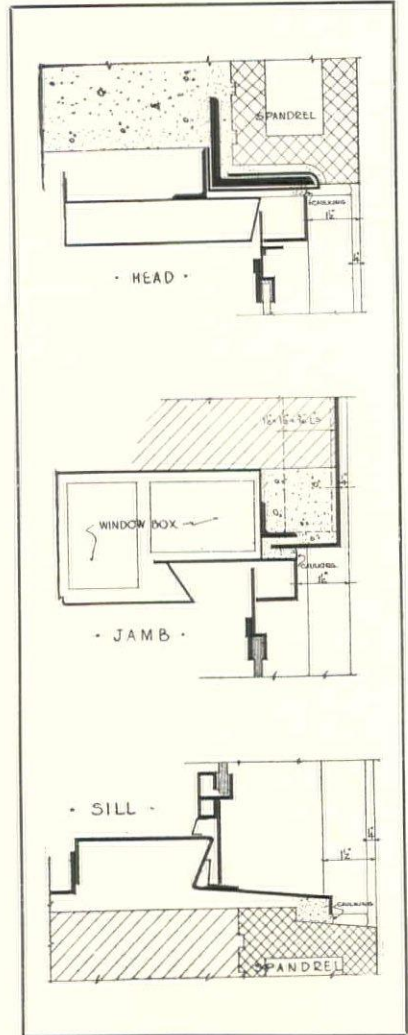 SPANDREL
CAULKING
1½"
· HEAD ·
WINDOW BOX
CAULKING
1½"
· JAMB ·
· SILL ·
1½"
CAULKING
SPANDREL